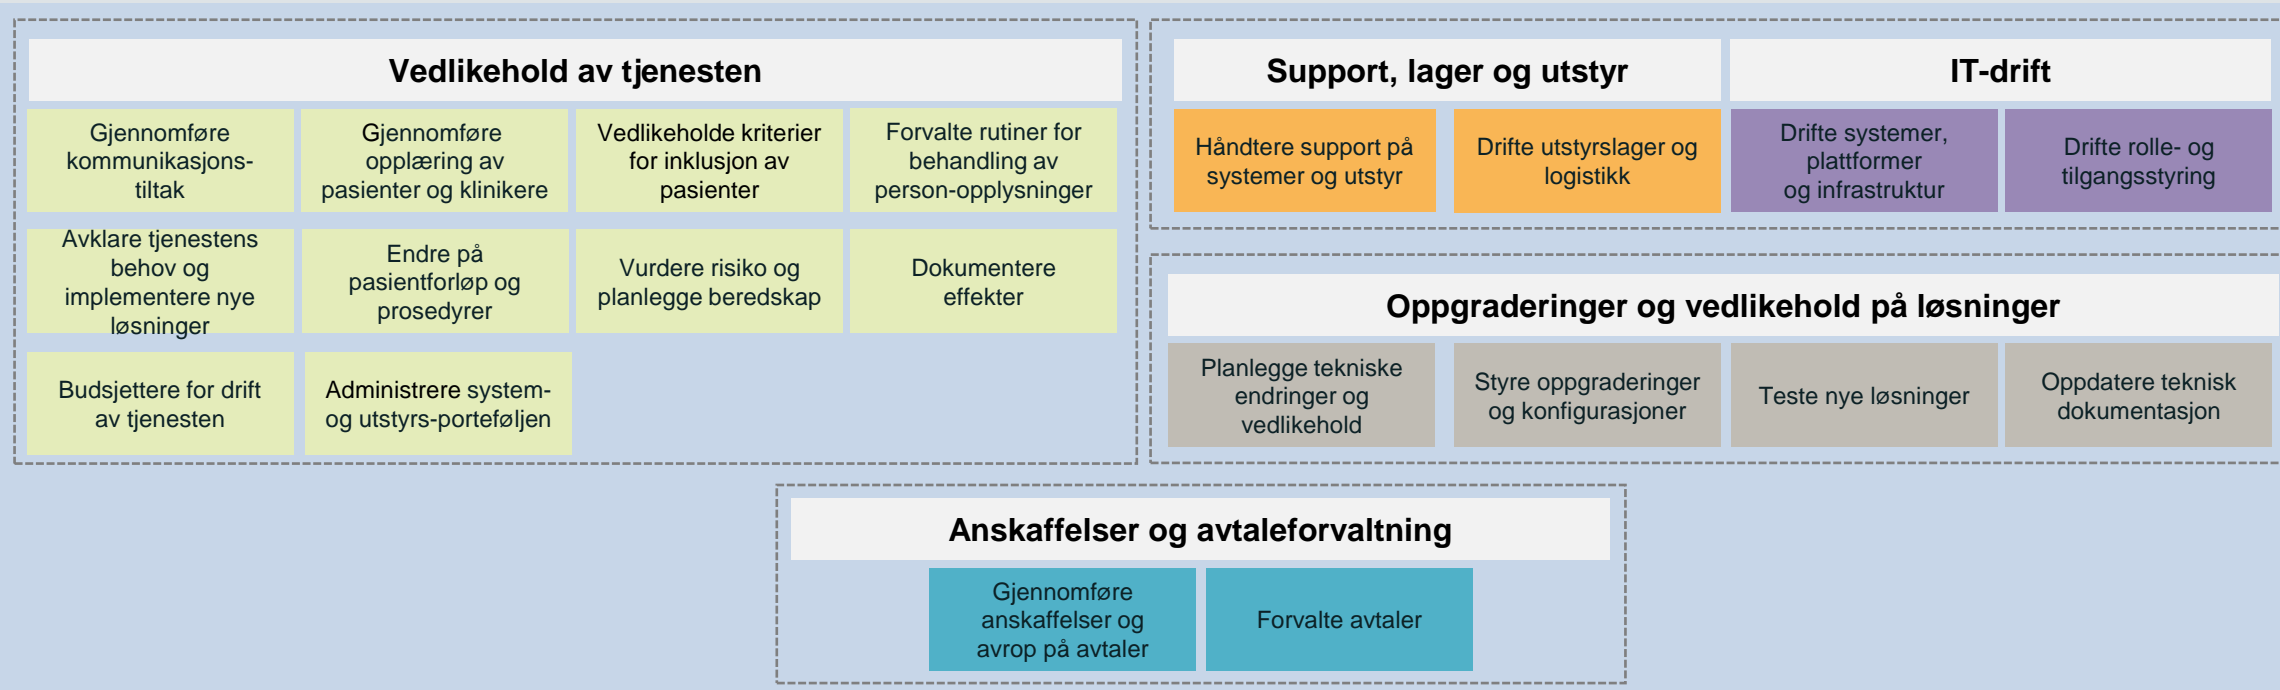 Vedlikehold av tjenesten
Gjennomføre
kommunikasjons-
tiltak
Gjennomføre
opplæring av
pasienter og klinikere
Vedlikeholde kriterier
for inklusjon av
pasienter
Forvalte rutiner for
behandling av
person-opplysninger
Avklare tjenestens
behov og
implementere nye
løsninger
Endre på
pasientforløp og
prosedyrer
Vurdere risiko og
planlegge beredskap
Dokumentere
effekter
Budsjettere for drift
av tjenesten
Administrere system-
og utstyrs-porteføljen
Support, lager og utstyr
Håndtere support på
systemer og utstyr
Drifte utstyrslager og
logistikk
IT-drift
Drifte systemer,
plattformer
og infrastruktur
Drifte rolle- og
tilgangsstyring
Oppgraderinger og vedlikehold på løsninger
Planlegge tekniske
endringer og
vedlikehold
Styre oppgraderinger
og konfigurasjoner
Teste nye løsninger
Oppdatere teknisk
dokumentasjon
Anskaffelser og avtaleforvaltning
Gjennomføre
anskaffelser og
avrop på avtaler
Forvalte avtaler